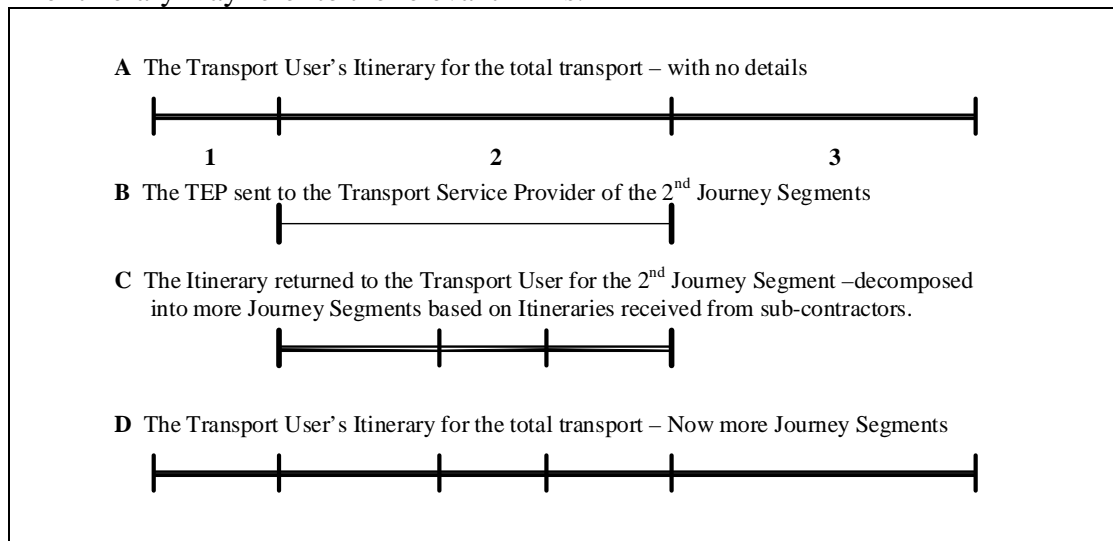 A The Transport User's Itinerary for the total transport – with no details
1 2 3
B The TEP sent to the Transport Service Provider of the 2nd Journey Segments
C The Itinerary returned to the Transport User for the 2nd Journey Segment –decomposed
into more Journey Segments based on Itineraries received from sub-contractors.
D The Transport User's Itinerary for the total transport – Now more Journey Segments